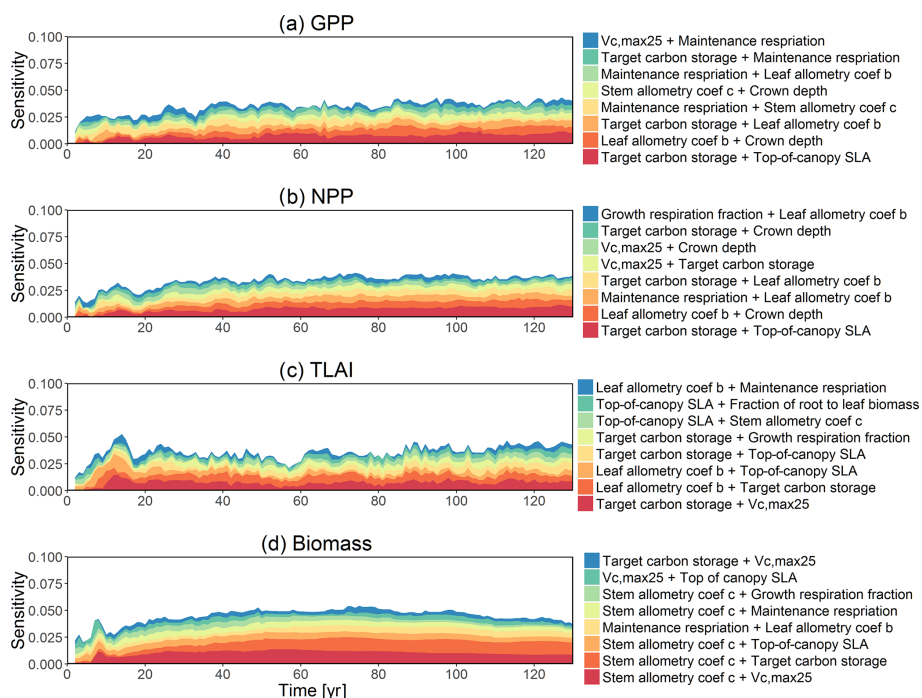 (a) GPP
Sensitivity
0.100
0.075
0.050
0.025
0.000
0 20 40 60 80 100 120
Vc,max25 + Maintenance respriation
Target carbon storage + Maintenance respriation
Maintenance respriation + Leaf allometry coef b
Stem allometry coef c + Crown depth
Maintenance respriation + Stem allometry coef c
Target carbon storage + Leaf allometry coef b
Leaf allometry coef b + Crown depth
Target carbon storage + Top-of-canopy SLA
(b) NPP
Sensitivity
0.100
0.075
0.050
0.025
0.000
0 20 40 60 80 100 120
Growth respiration fraction + Leaf allometry coef b
Target carbon storage + Crown depth
Vc,max25 + Crown depth
Vc,max25 + Target carbon storage
Target carbon storage + Leaf allometry coef b
Maintenance respriation + Leaf allometry coef b
Leaf allometry coef b + Crown depth
Target carbon storage + Top-of-canopy SLA
(c) TLAI
Sensitivity
0.100
0.075
0.050
0.025
0.000
0 20 40 60 80 100 120
Leaf allometry coef b + Maintenance respriation
Top-of-canopy SLA + Fraction of root to leaf biomass
Top-of-canopy SLA + Stem allometry coef c
Target carbon storage + Growth respiration fraction
Target carbon storage + Top-of-canopy SLA
Leaf allometry coef b + Top-of-canopy SLA
Leaf allometry coef b + Target carbon storage
Target carbon storage + Vc,max25
(d) Biomass
Sensitivity
0.100
0.075
0.050
0.025
0.000
0 20 40 60 80 100 120
Time [yr]
Target carbon storage + Vc,max25
Vc,max25 + Top of canopy SLA
Stem allometry coef c + Growth respiration fraction
Stem allometry coef c + Maintenance respriation
Maintenance respriation + Leaf allometry coef b
Stem allometry coef c + Top-of-canopy SLA
Stem allometry coef c + Target carbon storage
Stem allometry coef c + Vc,max25